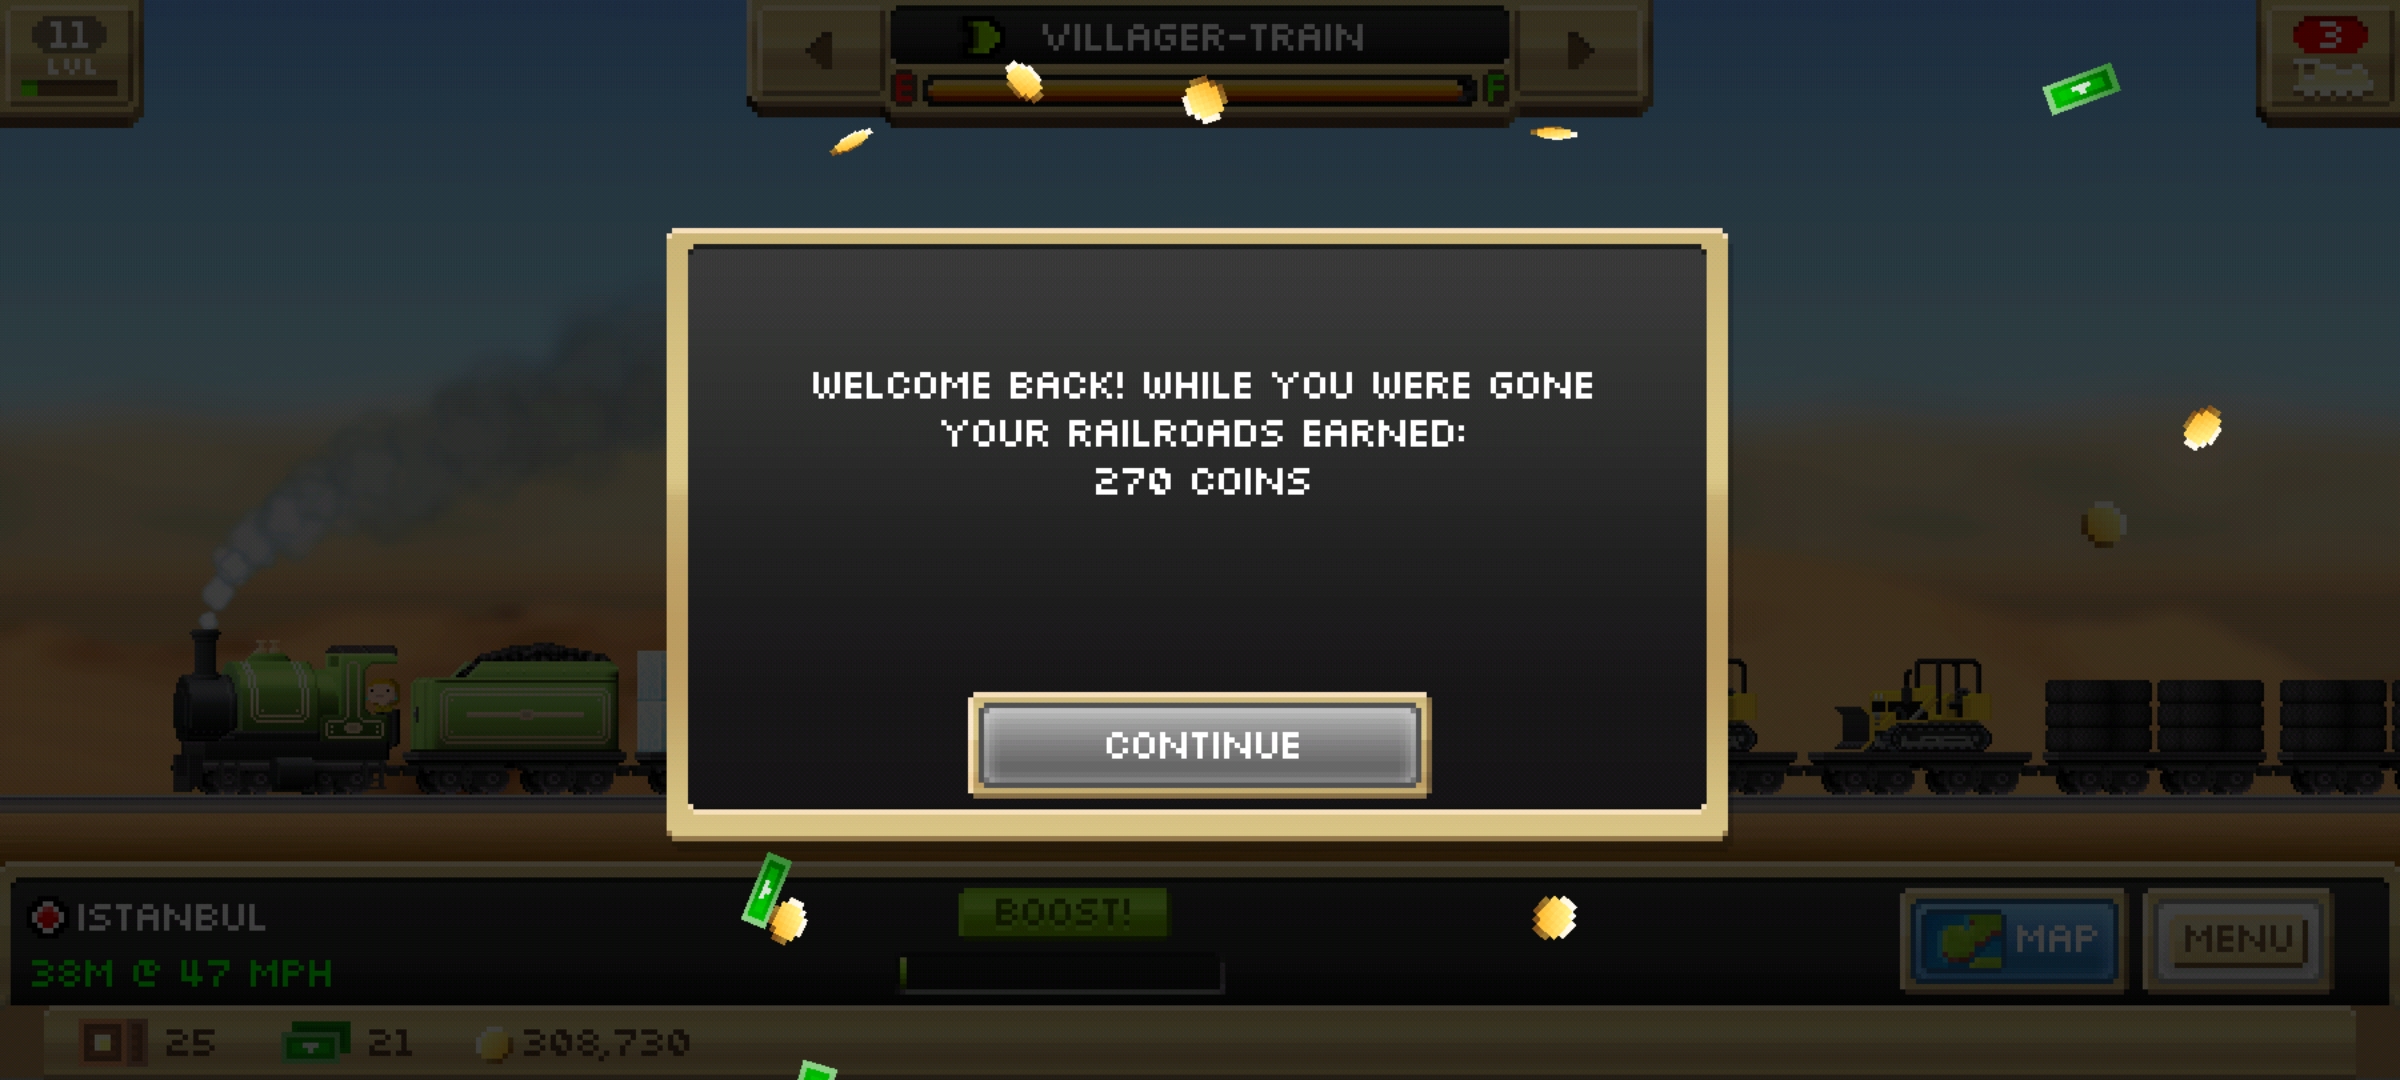 11
LVL
VILLAGER-TRAIN
E
F
3
WELCOME BACK! WHILE YOU WERE GONE
YOUR RAILROADS EARNED:
270 COINS
CONTINUE
ISTANBUL
38M @ 47 MPH
BOOST!
MAP
MENU
25
21
308,730